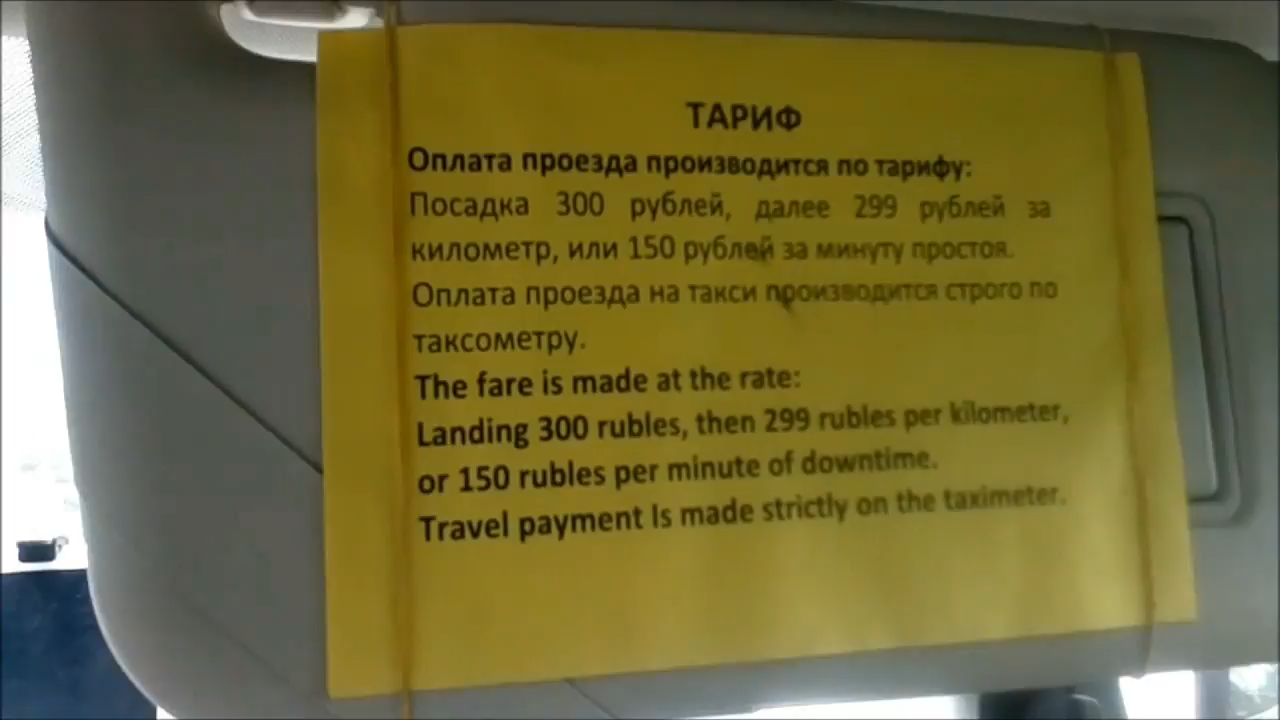 ТАРИФ
Оплата проезда производится по тарифу:
Посадка 300 рублей, далее 299 рублей за
километр, или 150 рублей за минуту простоя.
Оплата проезда на такси производится строго по
таксометру.
The fare is made at the rate:
Landing 300 rubles, then 299 rubles per kilometer,
or 150 rubles per minute of downtime.
Travel payment Is made strictly on the taximeter.